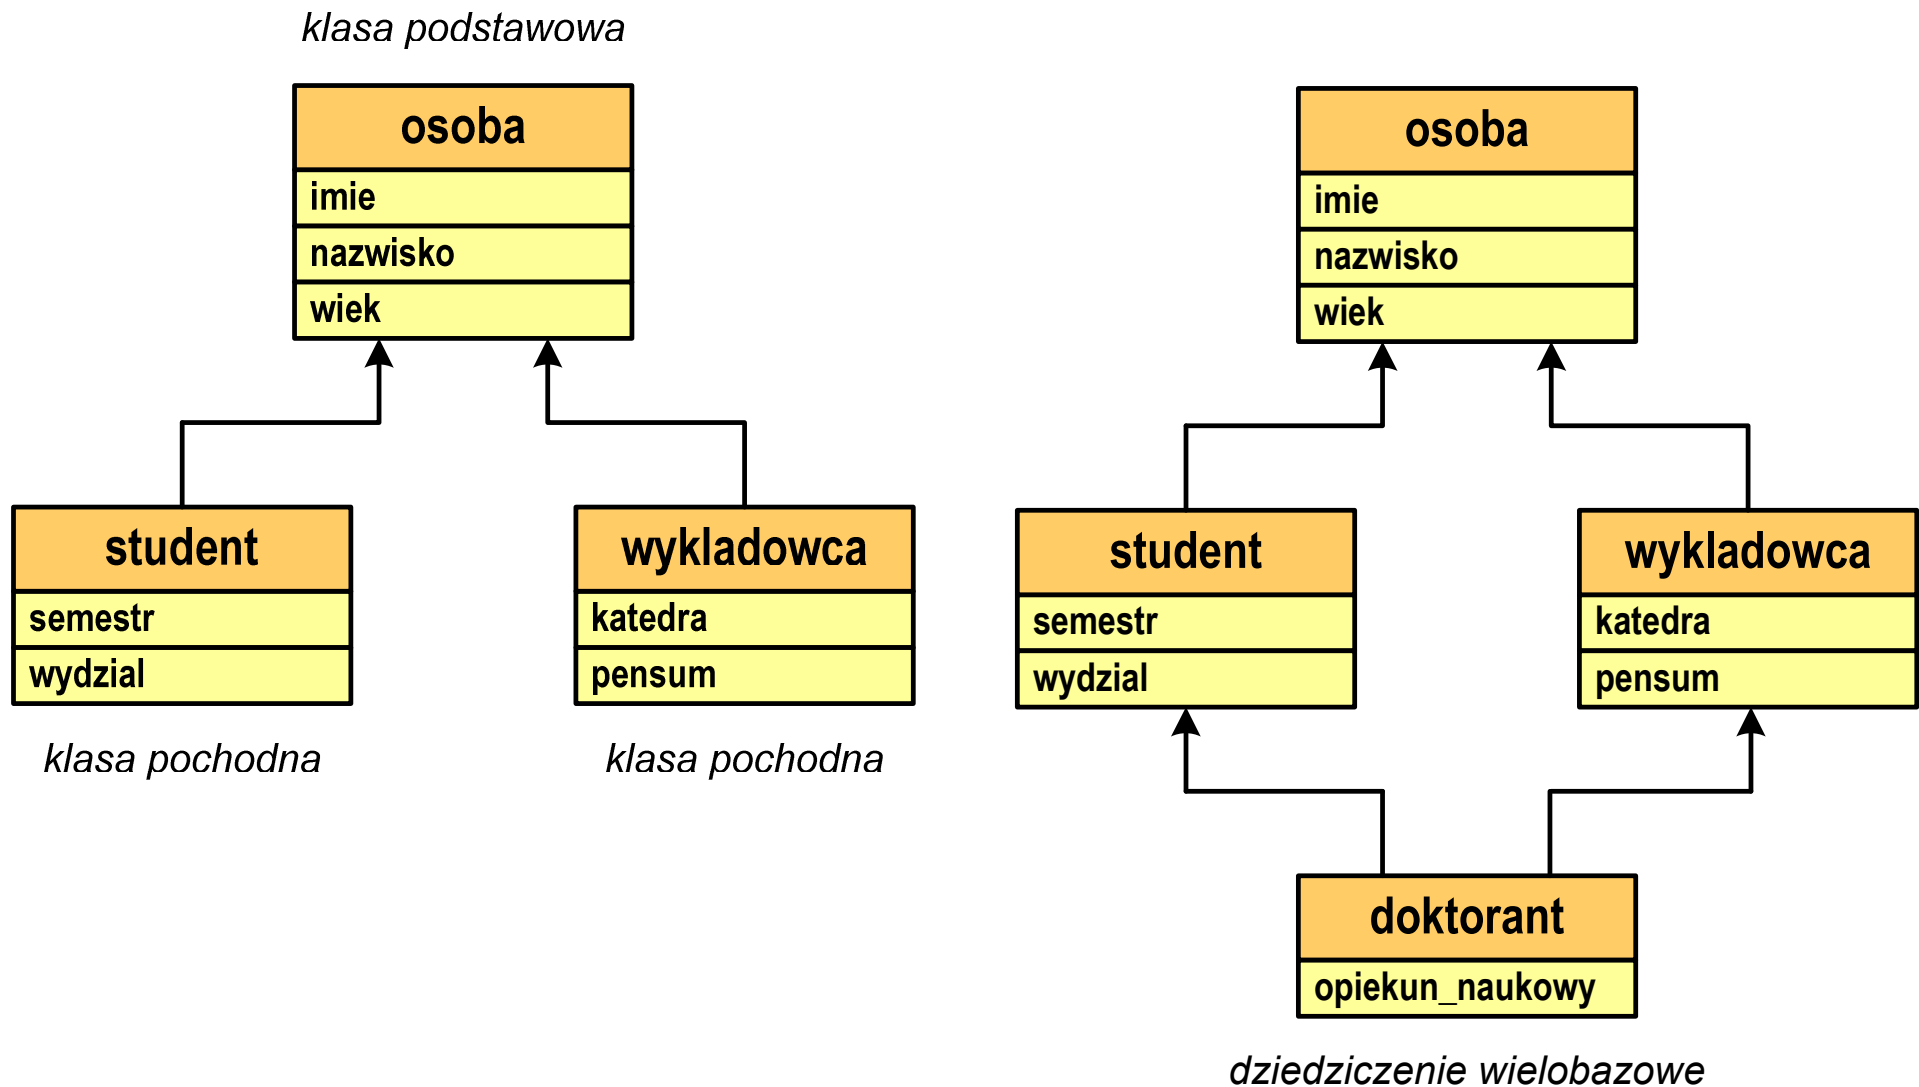 klasa podstawowa
osoba
imie
nazwisko
wiek
student
semestr
wydzial
klasa pochodna
wykladowca
katedra
pensum
klasa pochodna
osoba
imie
nazwisko
wiek
student
semestr
wydzial
wykladowca
katedra
pensum
doktorant
opiekun_naukowy
dziedziczenie wielobazowe